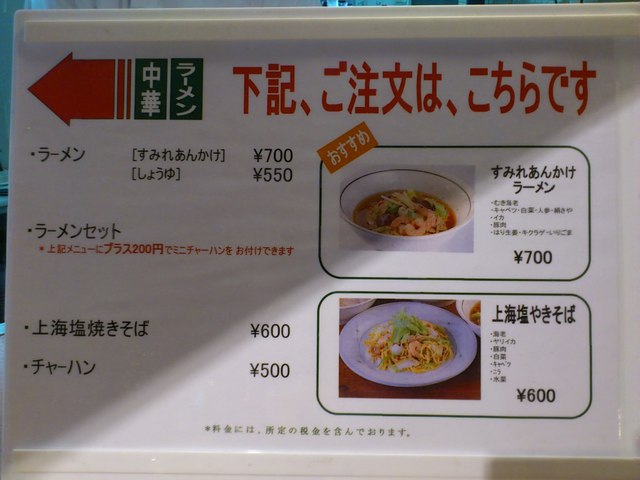 中華
ラーメン
下記、ご注文は、こちらです
・ラーメン [すみれあんかけ] ¥700
[しょうゆ] ¥550
・ラーメンセット
*上記メニューにプラス200円でミニチャーハンを お付けできます
・上海塩焼きそば ¥600
・チャーハン ¥500
おすすめ
すみれあんかけ
ラーメン
・むき海老
・キャベツ・白菜・人参・絹さや
・イカ
・豚肉
・はり生姜・キクラゲ・いりごま
¥700
上海塩やきそば
・海老
・ヤリイカ
・豚肉
・白菜
・キャベツ
・ニラ
・水菜
¥600
*料金には、所定の税金を含んでおります。